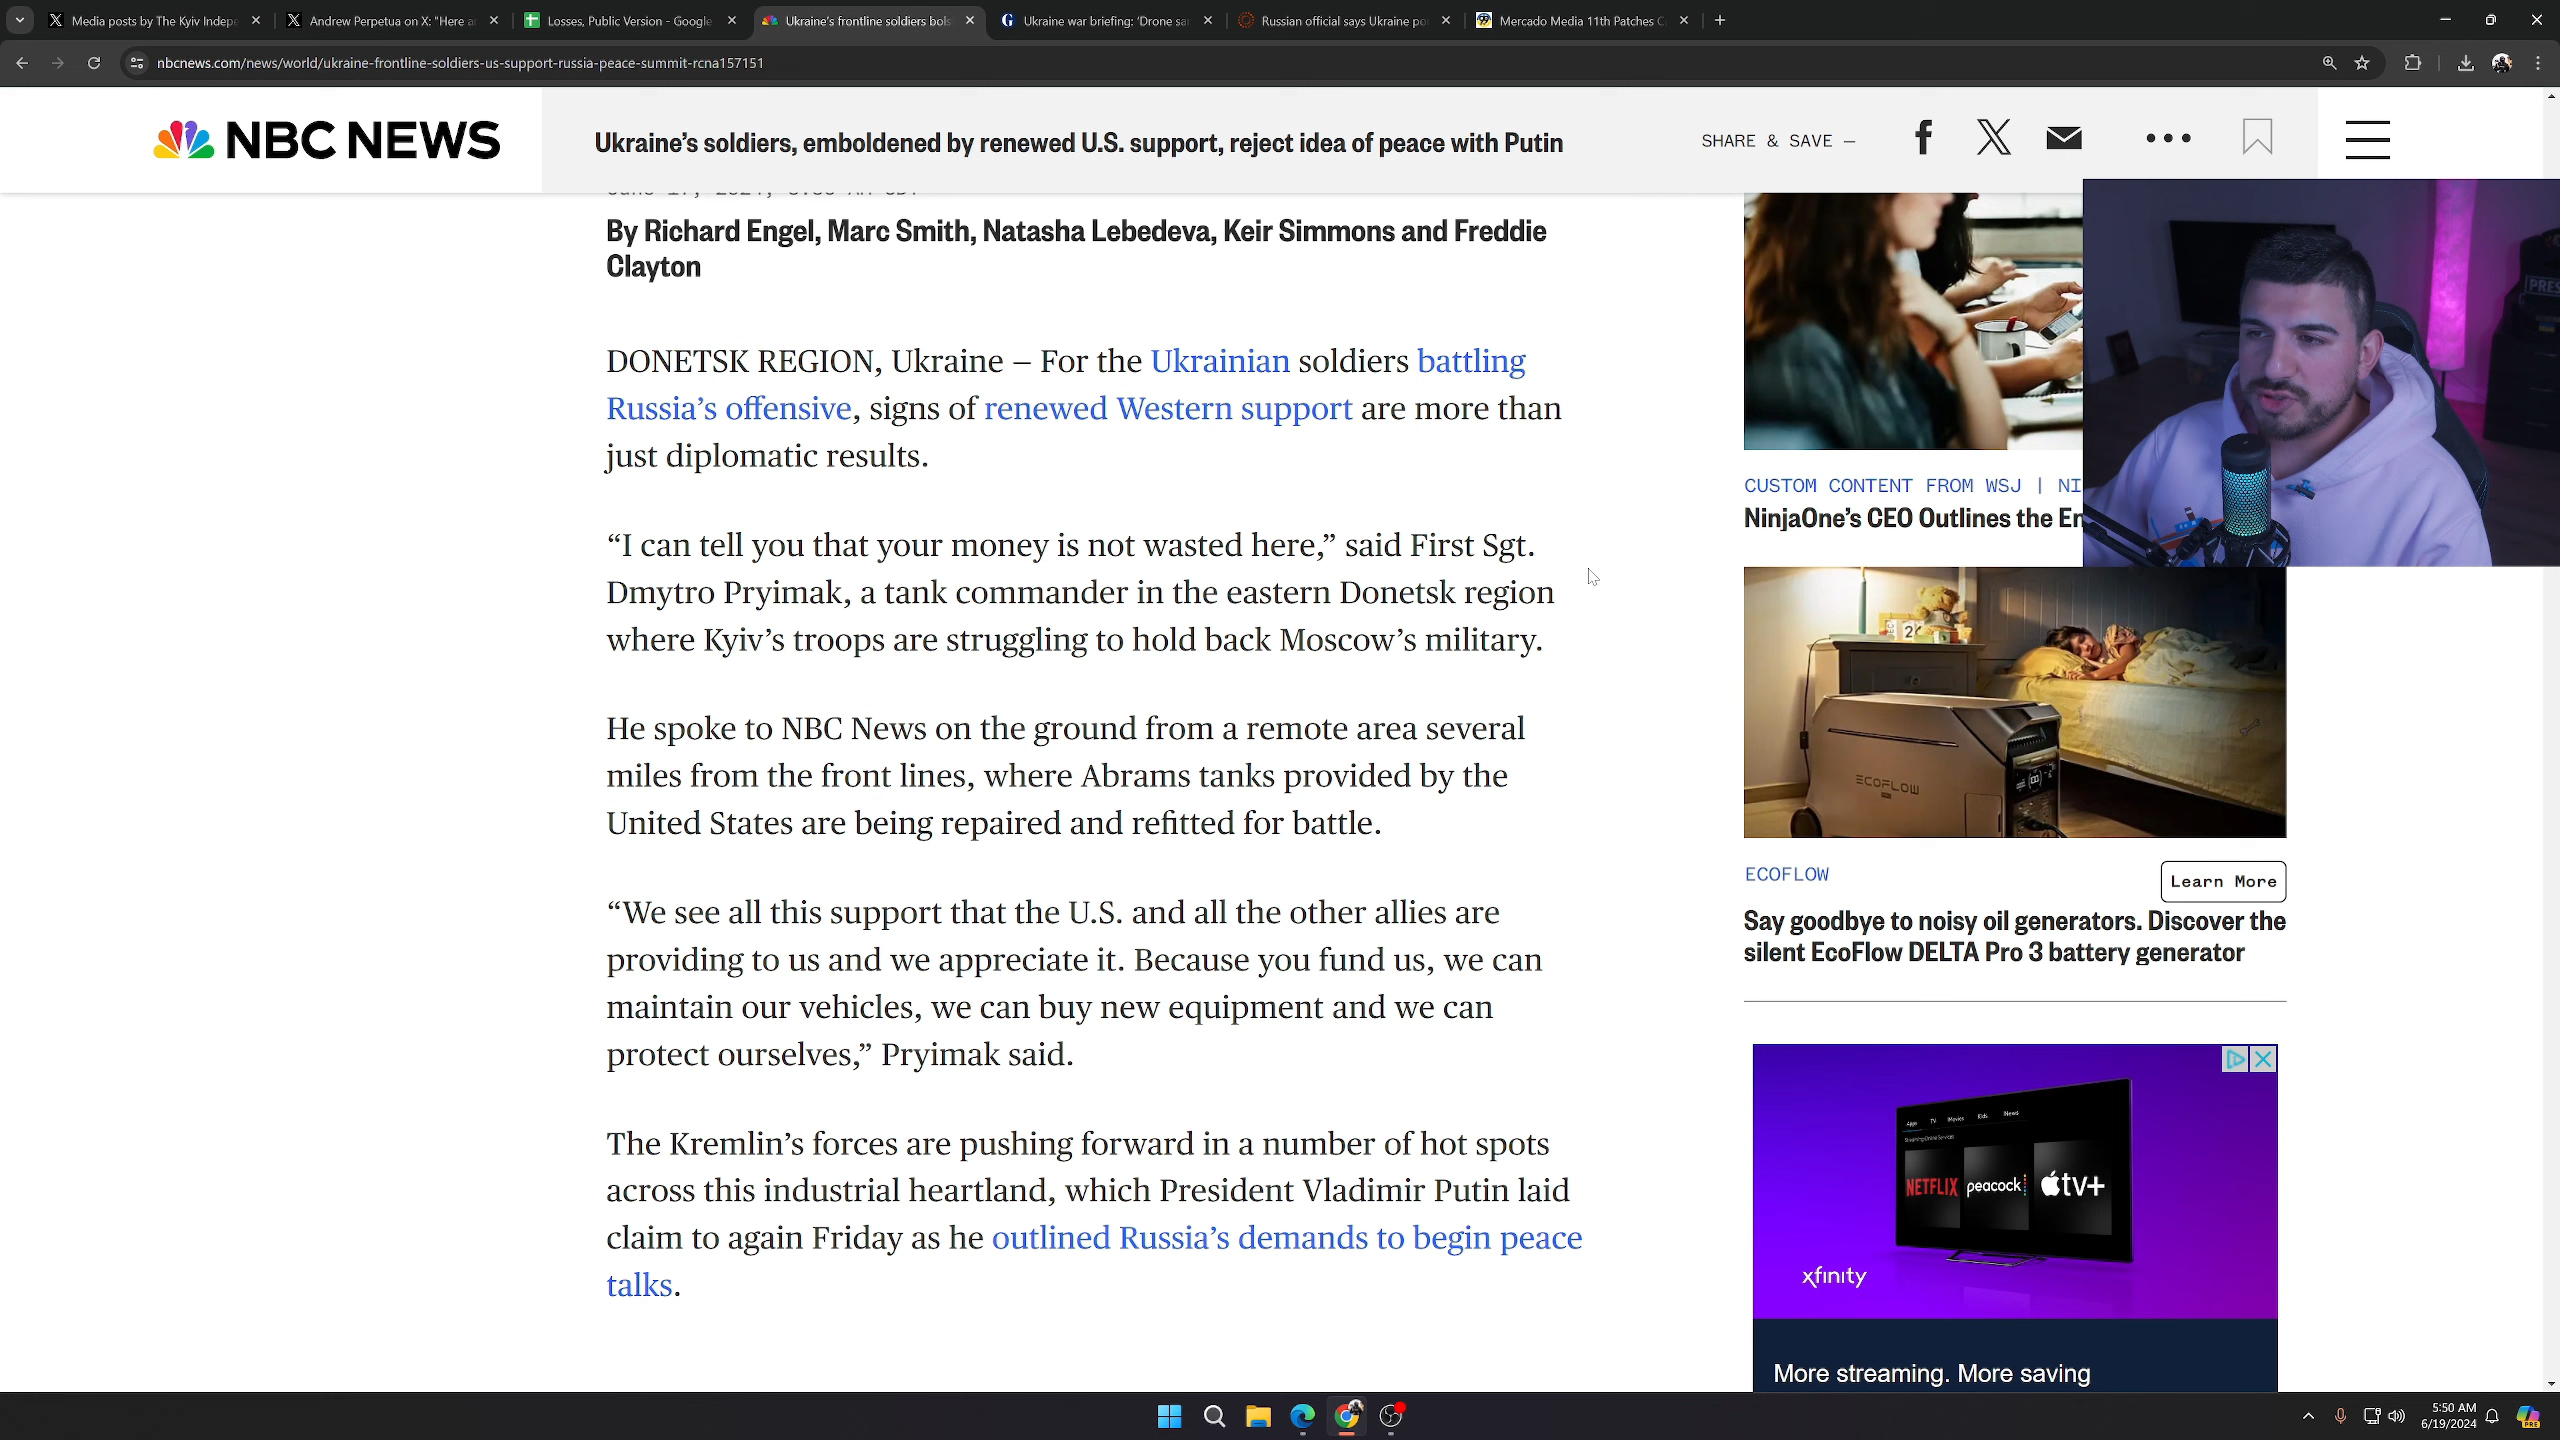 Media posts by The Kyiv Indepe
Andrew Perpetua on X: "Here a
Losses, Public Version - Google
Ukraine's frontline soldiers bols
Ukraine war briefing: 'Drone sa
Russian official says Ukraine po
Mercado Media 11th Patches C
nbcnews.com/news/world/ukraine-frontline-soldiers-us-support-russia-peace-summit-rcna157151
NBC NEWS
Ukraine's soldiers, emboldened by renewed U.S. support, reject idea of peace with Putin
SHARE & SAVE —
By Richard Engel, Marc Smith, Natasha Lebedeva, Keir Simmons and Freddie
Clayton
DONETSK REGION, Ukraine — For the Ukrainian soldiers battling
Russia's offensive, signs of renewed Western support are more than
just diplomatic results.
“I can tell you that your money is not wasted here,” said First Sgt.
Dmytro Pryimak, a tank commander in the eastern Donetsk region
where Kyiv’s troops are struggling to hold back Moscow’s military.
He spoke to NBC News on the ground from a remote area several
miles from the front lines, where Abrams tanks provided by the
United States are being repaired and refitted for battle.
“We see all this support that the U.S. and all the other allies are
providing to us and we appreciate it. Because you fund us, we can
maintain our vehicles, we can buy new equipment and we can
protect ourselves,” Pryimak said.
The Kremlin’s forces are pushing forward in a number of hot spots
across this industrial heartland, which President Vladimir Putin laid
claim to again Friday as he outlined Russia’s demands to begin peace
talks.
PRES
CUSTOM CONTENT FROM WSJ | NI
NinjaOne’s CEO Outlines the En
ECOFLOW
ECOFLOW
Learn More
Say goodbye to noisy oil generators. Discover the
silent EcoFlow DELTA Pro 3 battery generator
Apps TV Movies Kids News
NETFLIX peacock tv+
xfinity
More streaming. More saving
5:50 AM
6/19/2024